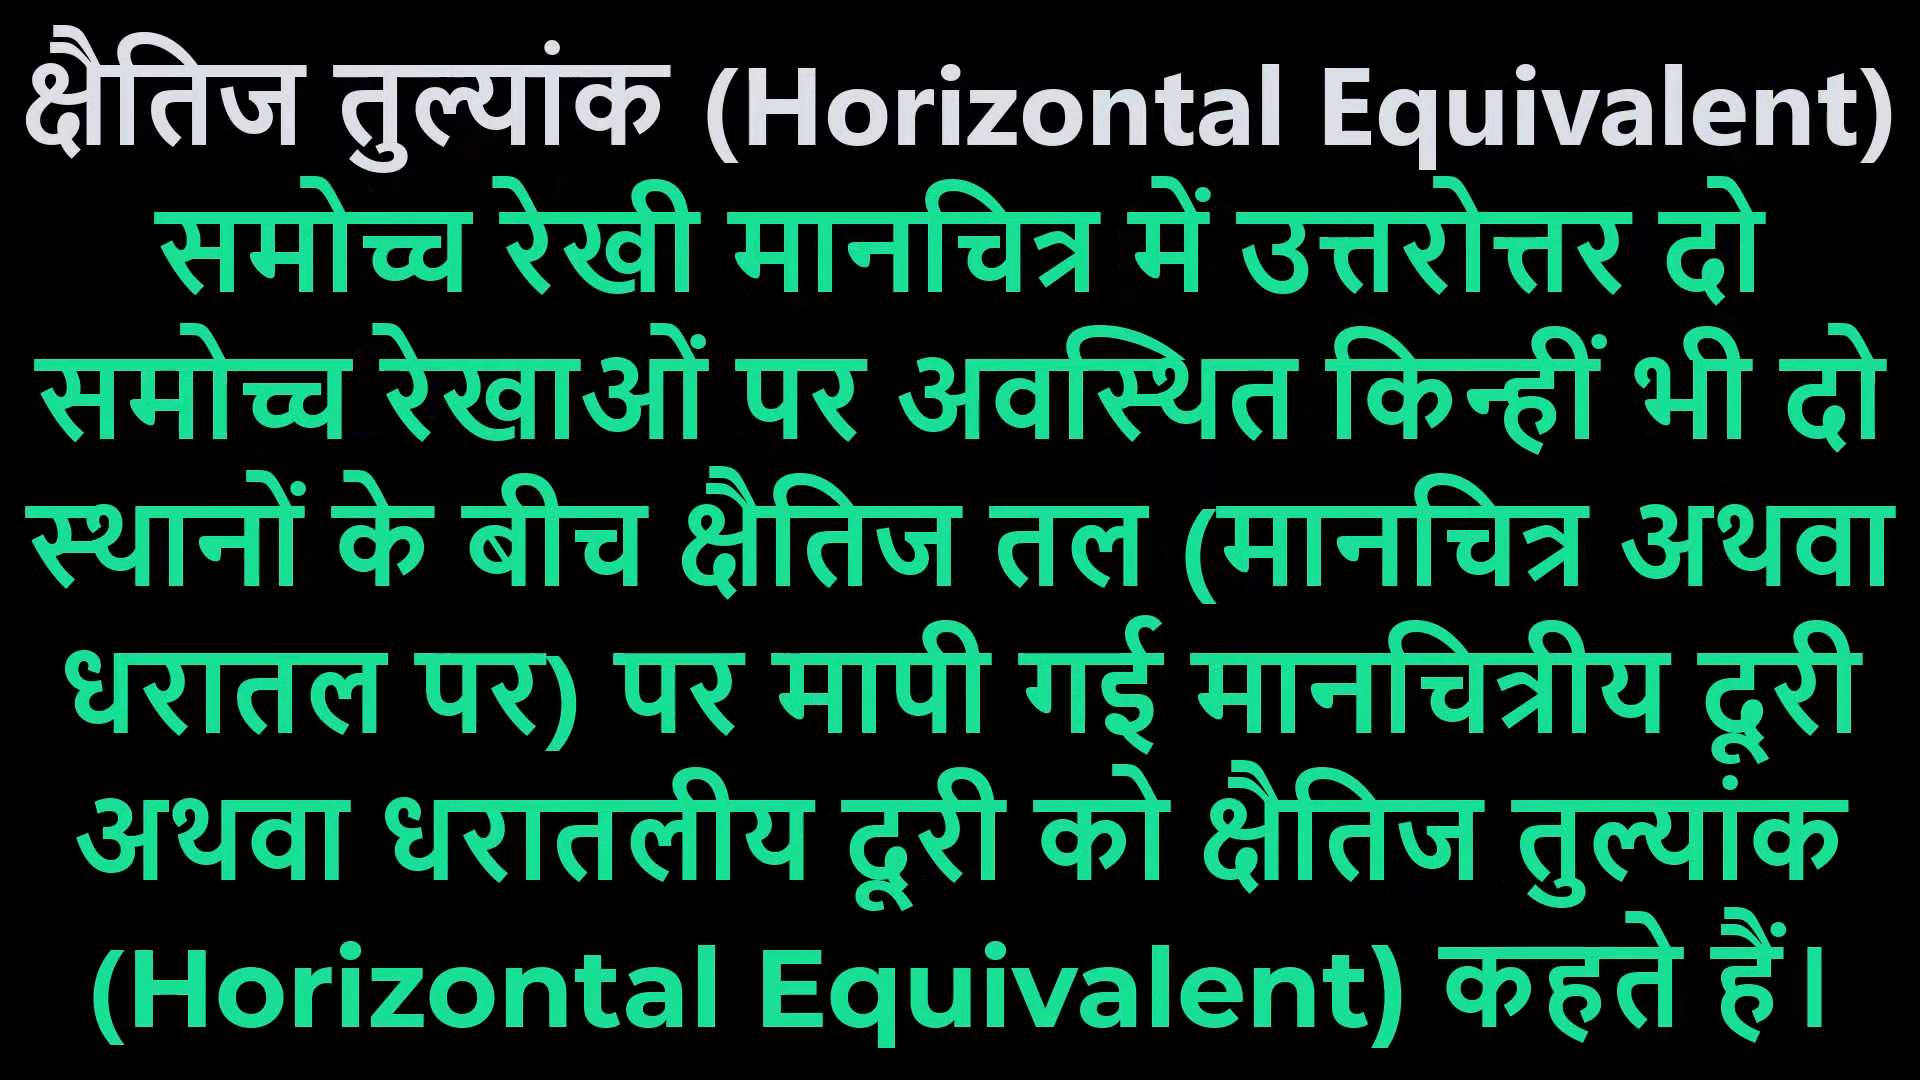 क्षैतिज तुल्यांक (Horizontal Equivalent)
समोच्च रेखी मानचित्र में उत्तरोत्तर दो
समोच्च रेखाओं पर अवस्थित किन्हीं भी दो
स्थानों के बीच क्षैतिज तल (मानचित्र अथवा
धरातल पर) पर मापी गई मानचित्रीय दूरी
अथवा धरातलीय दूरी को क्षैतिज तुल्यांक
(Horizontal Equivalent) कहते हैं।